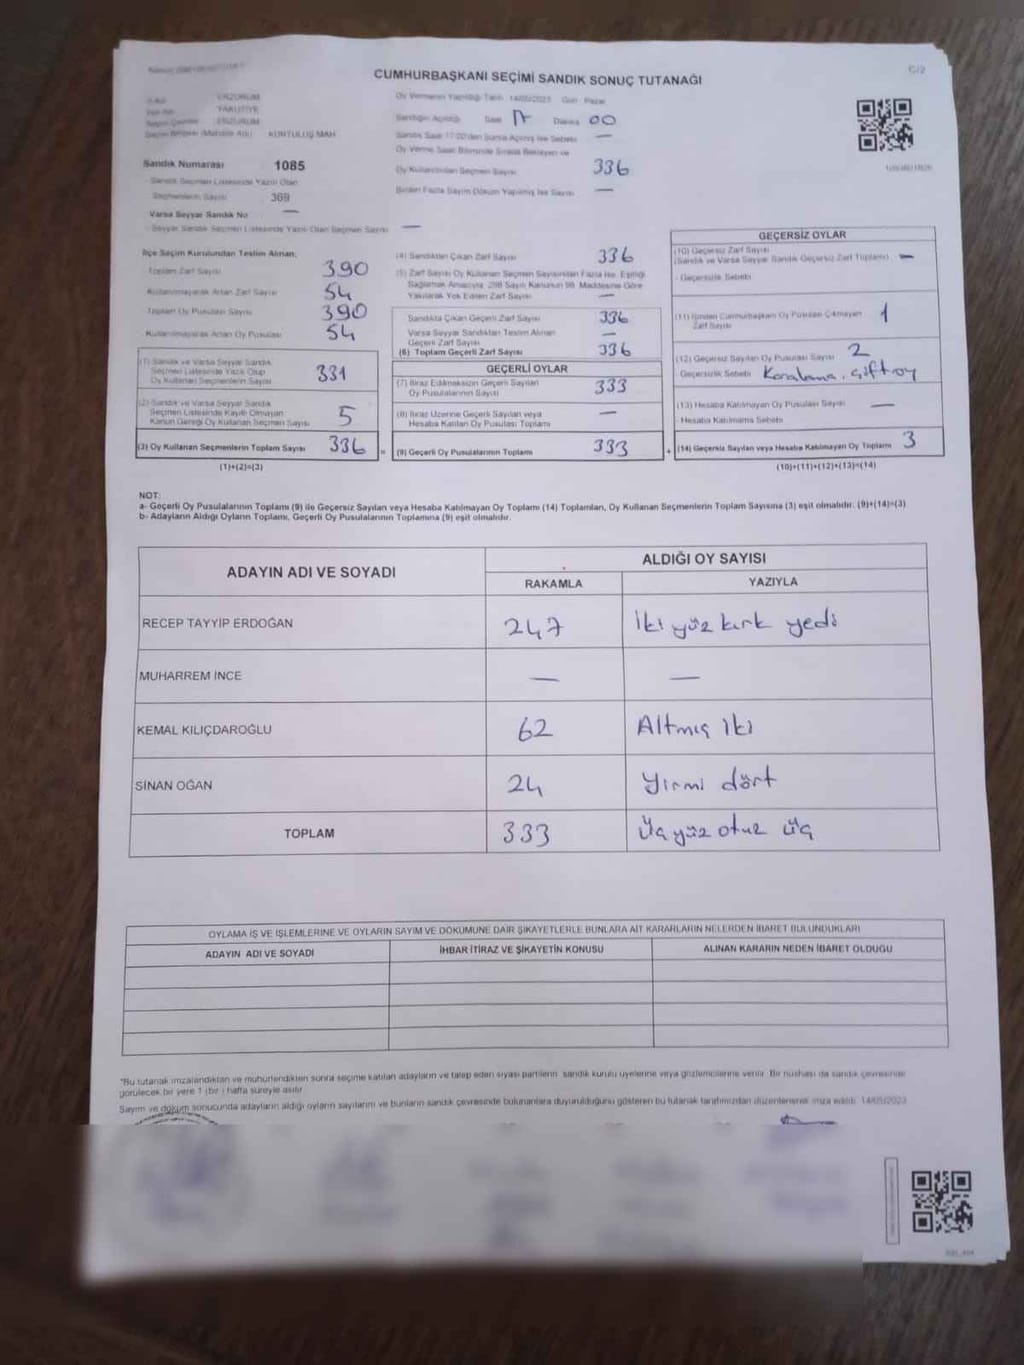 CUMHURBAŞKANI SEÇİMİ SANDIK SONUÇ TUTANAĞI
C/2
Oy Vermenin Yapıldığı Tarih 14/05/2023 Gün Pazar
ERZURUM
YAKUTİYE
ERZURUM
KURTULUŞ MAH
Sandığın Açıldığı Saat 17 Dakika 00
Sandık Saat 17:00'den Sonra Açılmış İse Sebebi —
Oy Verme Saati Bitiminde Sırada Bekleyen ve
Oy Kullandırılan Seçmen Sayısı 336
Birden Fazla Sayım Döküm Yapılmış İse Sayısı —
Sandık Numarası 1085
Sandık Seçmen Listesinde Yazılı Olan
Seçmenlerin Sayısı 369
Varsa Seyyar Sandık No —
Seyyar Sandık Seçmen Listesinde Yazılı Olan Seçmen Sayısı —
İlçe Seçim Kurulundan Teslim Alınan;
Toplam Zarf Sayısı 390
Kullanılmayarak Artan Zarf Sayısı 54
Toplam Oy Pusulası Sayısı 390
Kullanılmayarak Artan Oy Pusulası 54
(1) Sandık ve Varsa Seyyar Sandık
Seçmen Listesinde Yazılı Olup
Oy Kullanan Seçmenlerin Sayısı 331
(2) Sandık ve Varsa Seyyar Sandık
Seçmen Listesinde Kayıtlı Olmayan
Kanun Gereği Oy Kullanan Seçmen Sayısı 5
(3) Oy Kullanan Seçmenlerin Toplam Sayısı 336 =
(1)+(2)=(3)
(4) Sandıktan Çıkan Zarf Sayısı 336
(5) Zarf Sayısı Oy Kullanan Seçmen Sayısından Fazla İse, Eşitliği
Sağlamak Amacıyla, 298 Sayılı Kanunun 98. Maddesine Göre
Yakılarak Yok Edilen Zarf Sayısı —
Sandıkta Çıkan Geçerli Zarf Sayısı 336
Varsa Seyyar Sandıktan Teslim Alınan
Geçerli Zarf Sayısı —
(6) Toplam Geçerli Zarf Sayısı 336
GEÇERLİ OYLAR
(7) İtiraz Edilmeksizin Geçerli Sayılan
Oy Pusulalarının Sayısı 333
(8) İtiraz Üzerine Geçerli Sayılan veya
Hesaba Katılan Oy Pusulası Toplamı —
(9) Geçerli Oy Pusulalarının Toplamı 333 +
GEÇERSİZ OYLAR
(10) Geçersiz Zarf Sayısı
(Sandık ve Varsa Seyyar Sandık Geçersiz Zarf Toplamı) —
Geçersizlik Sebebi
(11) İçinden Cumhurbaşkanı Oy Pusulası Çıkmayan
Zarf Sayısı 1
(12) Geçersiz Sayılan Oy Pusulası Sayısı 2
Geçersizlik Sebebi Karalama, çift oy
(13) Hesaba Katılmayan Oy Pusulası Sayısı —
Hesaba Katılmama Sebebi
(14) Geçersiz Sayılan veya Hesaba Katılmayan Oy Toplamı 3
(10)+(11)+(12)+(13)=(14)
NOT:
a- Geçerli Oy Pusulalarının Toplamı (9) ile Geçersiz Sayılan veya Hesaba Katılmayan Oy Toplamı (14) Toplamları, Oy Kullanan Seçmenlerin Toplam Sayısına (3) eşit olmalıdır. (9)+(14)=(3)
b- Adayların Aldığı Oyların Toplamı, Geçerli Oy Pusulalarının Toplamına (9) eşit olmalıdır.
ADAYIN ADI VE SOYADI
ALDIĞI OY SAYISI
RAKAMLA YAZIYLA
RECEP TAYYİP ERDOĞAN 247 İki yüz kırk yedi
MUHARREM İNCE — —
KEMAL KILIÇDAROĞLU 62 Altmış iki
SİNAN OĞAN 24 Yirmi dört
TOPLAM 333 Üç yüz otuz üç
OYLAMA İŞ VE İŞLEMLERİNE VE OYLARIN SAYIM VE DÖKÜMÜNE DAİR ŞİKAYETLERLE BUNLARA AİT KARARLARIN NELERDEN İBARET BULUNDUKLARI
ADAYIN ADI VE SOYADI İHBAR İTİRAZ VE ŞİKAYETİN KONUSU ALINAN KARARIN NEDEN İBARET OLDUĞU
*Bu tutanak imzalandıktan ve mühürlendikten sonra seçime katılan adayların ve talep eden siyasi partilerin sandık kurulu üyelerine veya gözlemcilerine verilir. Bir nüshası da sandık çevresinde
görülecek bir yere 1 (bir) hafta süreyle asılır.
Sayım ve döküm sonucunda adayların aldığı oyların sayılarını ve bunların sandık çevresinde bulunanlara duyurulduğunu gösteren bu tutanak tarafımızdan düzenlenerek imza edildi. 14/05/2023